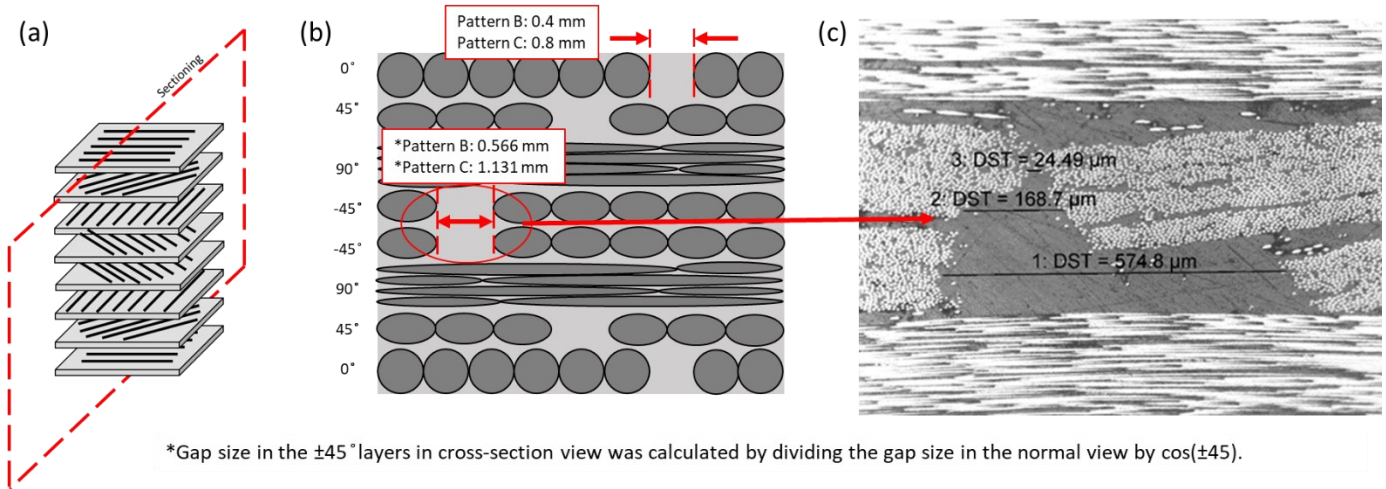 (a)
Sectioning
(b)
Pattern B: 0.4 mm
Pattern C: 0.8 mm
0˚
45˚
*Pattern B: 0.566 mm
*Pattern C: 1.131 mm
90˚
-45˚
-45˚
90˚
45˚
0˚
(c)
3: DST = 24.49 µm
2: DST = 168.7 µm
1: DST = 574.8 µm
*Gap size in the ±45˚layers in cross-section view was calculated by dividing the gap size in the normal view by cos(±45).